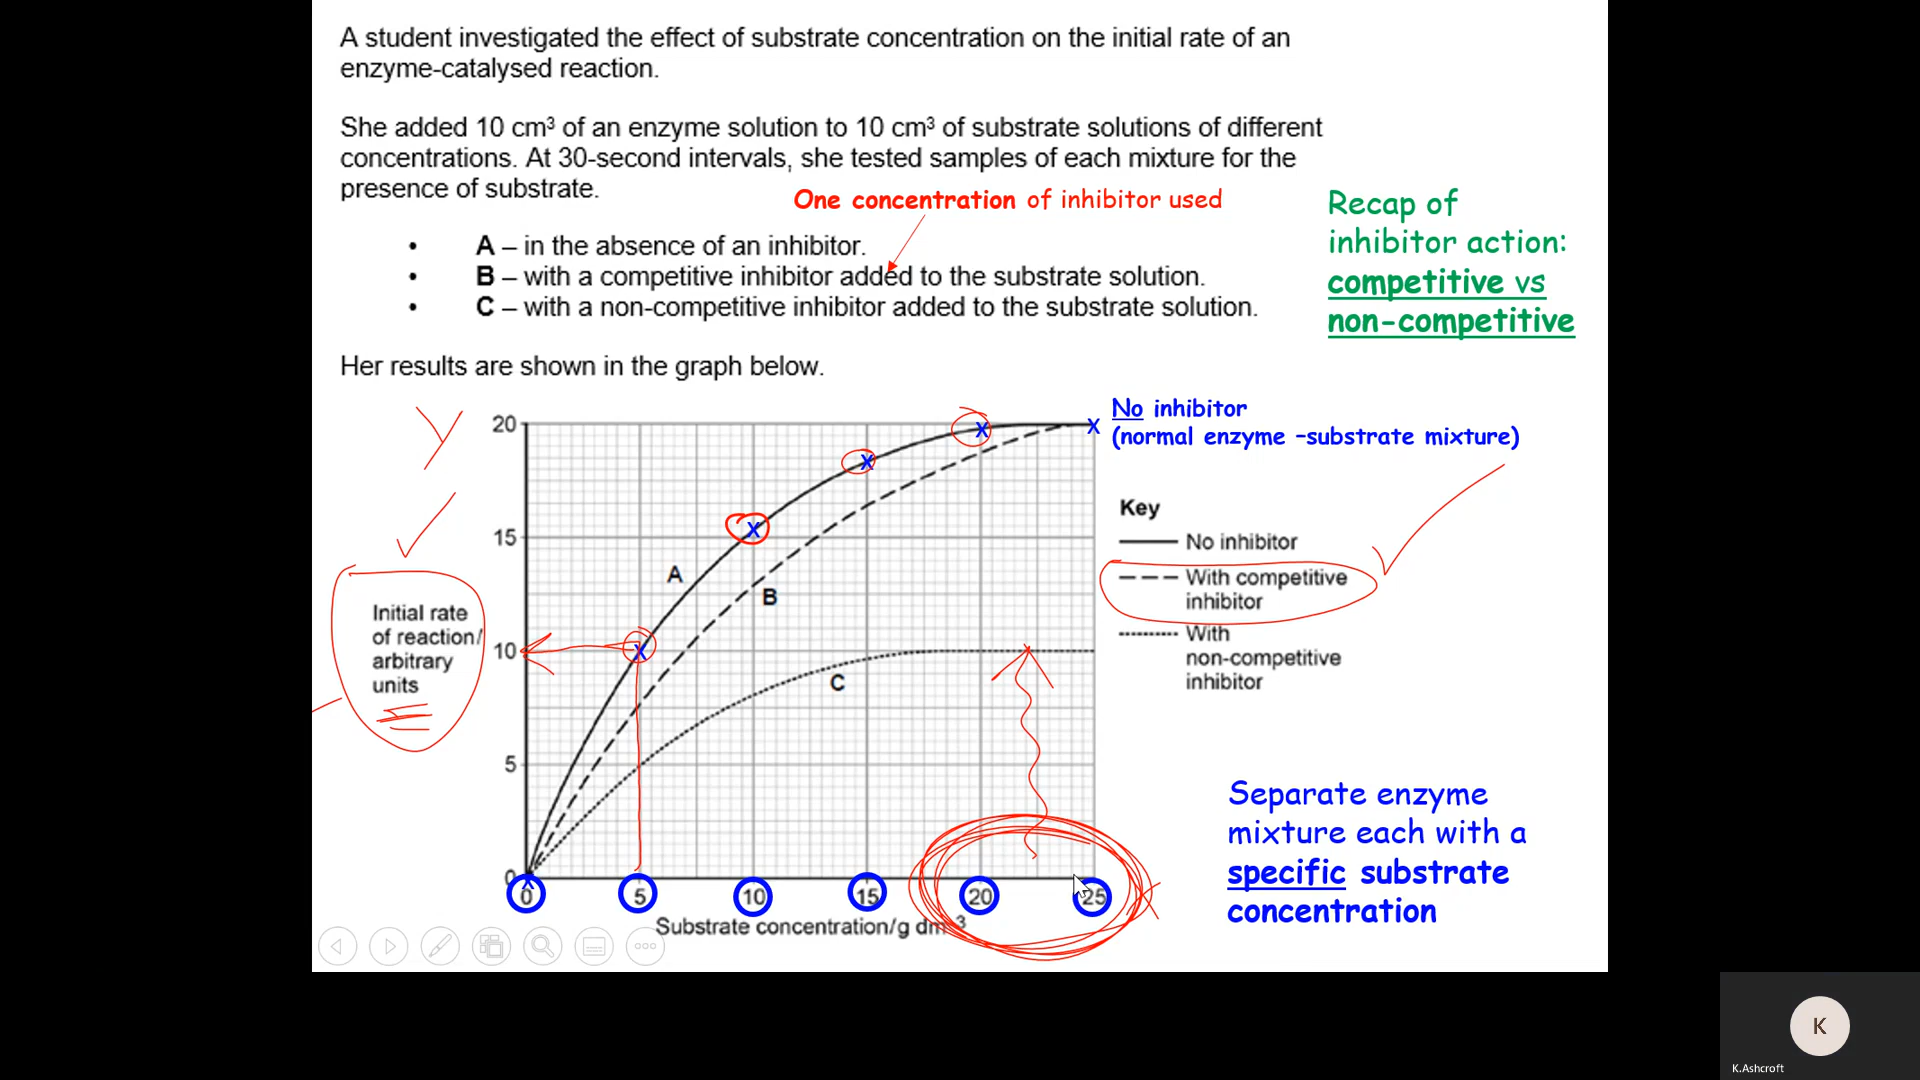 A student investigated the effect of substrate concentration on the initial rate of an
enzyme-catalysed reaction.
She added 10 cm³ of an enzyme solution to 10 cm³ of substrate solutions of different
concentrations. At 30-second intervals, she tested samples of each mixture for the
presence of substrate.
One concentration of inhibitor used
• A – in the absence of an inhibitor.
• B – with a competitive inhibitor added to the substrate solution.
• C – with a non-competitive inhibitor added to the substrate solution.
Recap of
inhibitor action:
competitive vs
non-competitive
Her results are shown in the graph below.
Y
No inhibitor
(normal enzyme –substrate mixture)
20
15
10
5
0
Initial rate
of reaction/
arbitrary
units
A
B
C
x
x
x
x
x
x
Key
No inhibitor
With competitive
inhibitor
With
non-competitive
inhibitor
0 5 10 15 20 25
Substrate concentration/g dm⁻³
Separate enzyme
mixture each with a
specific substrate
concentration
K
K.Ashcroft